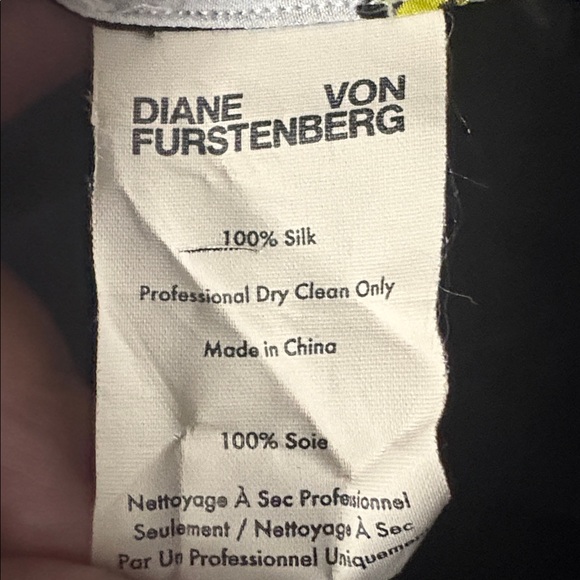 DIANE VON
FURSTENBERG
100% Silk
Professional Dry Clean Only
Made in China
100% Soie
Nettoyage À Sec Professionnel
Seulement / Nettoyage À Sec
Par Un Professionnel Uniquement